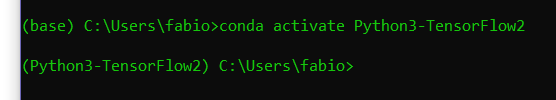 (base) C:\Users\fabio>conda activate Python3-TensorFlow2
(Python3-TensorFlow2) C:\Users\fabio>